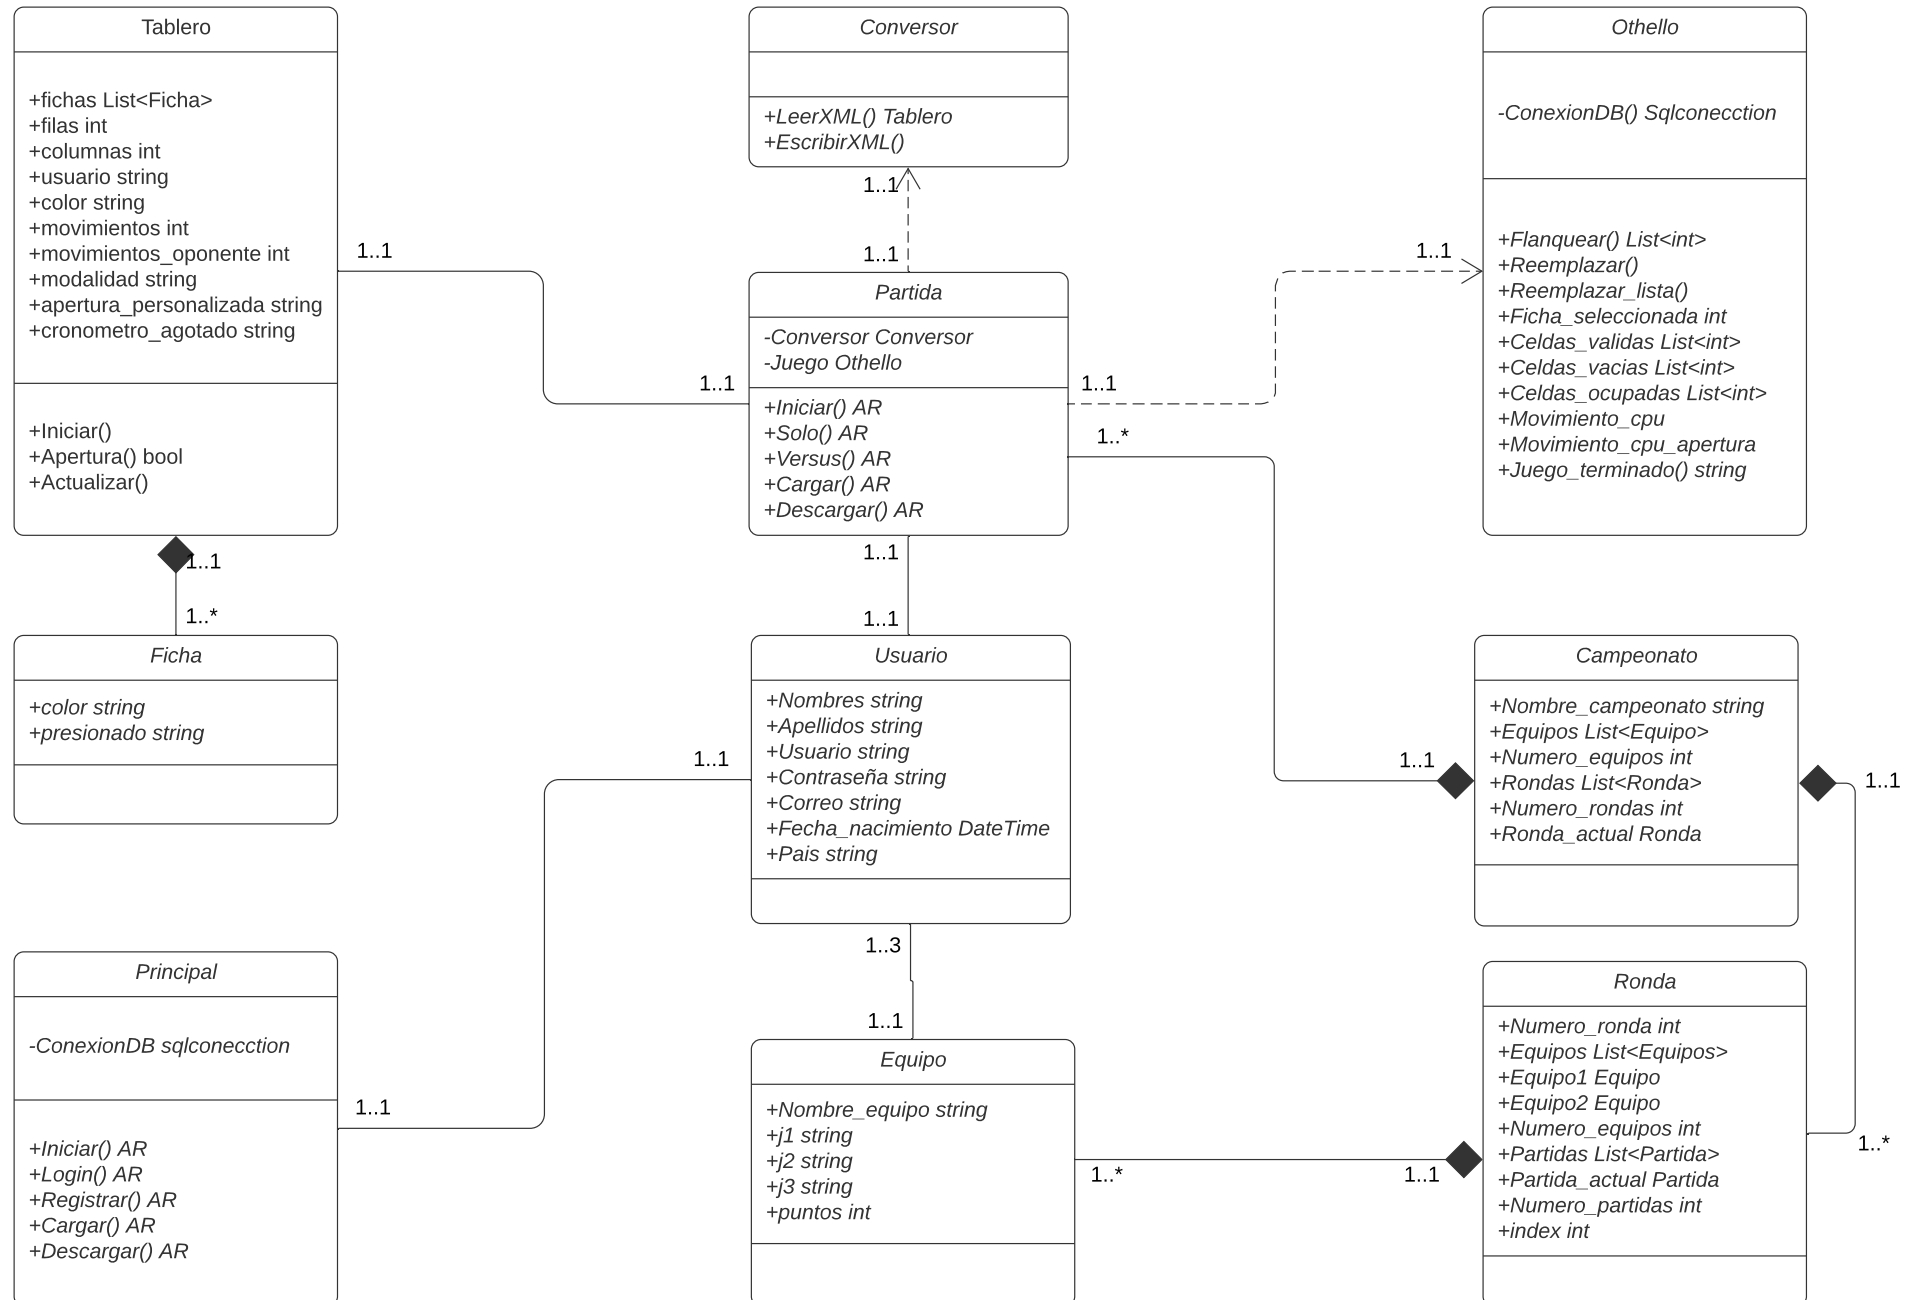 Tablero
+fichas List<Ficha>
+filas int
+columnas int
+usuario string
+color string
+movimientos int
+movimientos_oponente int
+modalidad string
+apertura_personalizada string
+cronometro_agotado string
+Iniciar()
+Apertura() bool
+Actualizar()
1..1
1..*
1..1
1..1
Ficha
+color string
+presionado string
Principal
-ConexionDB sqlconecction
+Iniciar() AR
+Login() AR
+Registrar() AR
+Cargar() AR
+Descargar() AR
1..1
1..1
Conversor
+LeerXML() Tablero
+EscribirXML()
1..1
1..1
Partida
-Conversor Conversor
-Juego Othello
+Iniciar() AR
+Solo() AR
+Versus() AR
+Cargar() AR
+Descargar() AR
1..1
1..1
Usuario
+Nombres string
+Apellidos string
+Usuario string
+Contraseña string
+Correo string
+Fecha_nacimiento DateTime
+Pais string
1..3
1..1
Equipo
+Nombre_equipo string
+j1 string
+j2 string
+j3 string
+puntos int
1..1
1..1
1..*
1..1
Othello
-ConexionDB() Sqlconecction
+Flanquear() List<int>
+Reemplazar()
+Reemplazar_lista()
+Ficha_seleccionada int
+Celdas_validas List<int>
+Celdas_vacias List<int>
+Celdas_ocupadas List<int>
+Movimiento_cpu
+Movimiento_cpu_apertura
+Juego_terminado() string
Campeonato
+Nombre_campeonato string
+Equipos List<Equipo>
+Numero_equipos int
+Rondas List<Ronda>
+Numero_rondas int
+Ronda_actual Ronda
1..1
1..*
Ronda
+Numero_ronda int
+Equipos List<Equipos>
+Equipo1 Equipo
+Equipo2 Equipo
+Numero_equipos int
+Partidas List<Partida>
+Partida_actual Partida
+Numero_partidas int
+index int
1..*
1..1